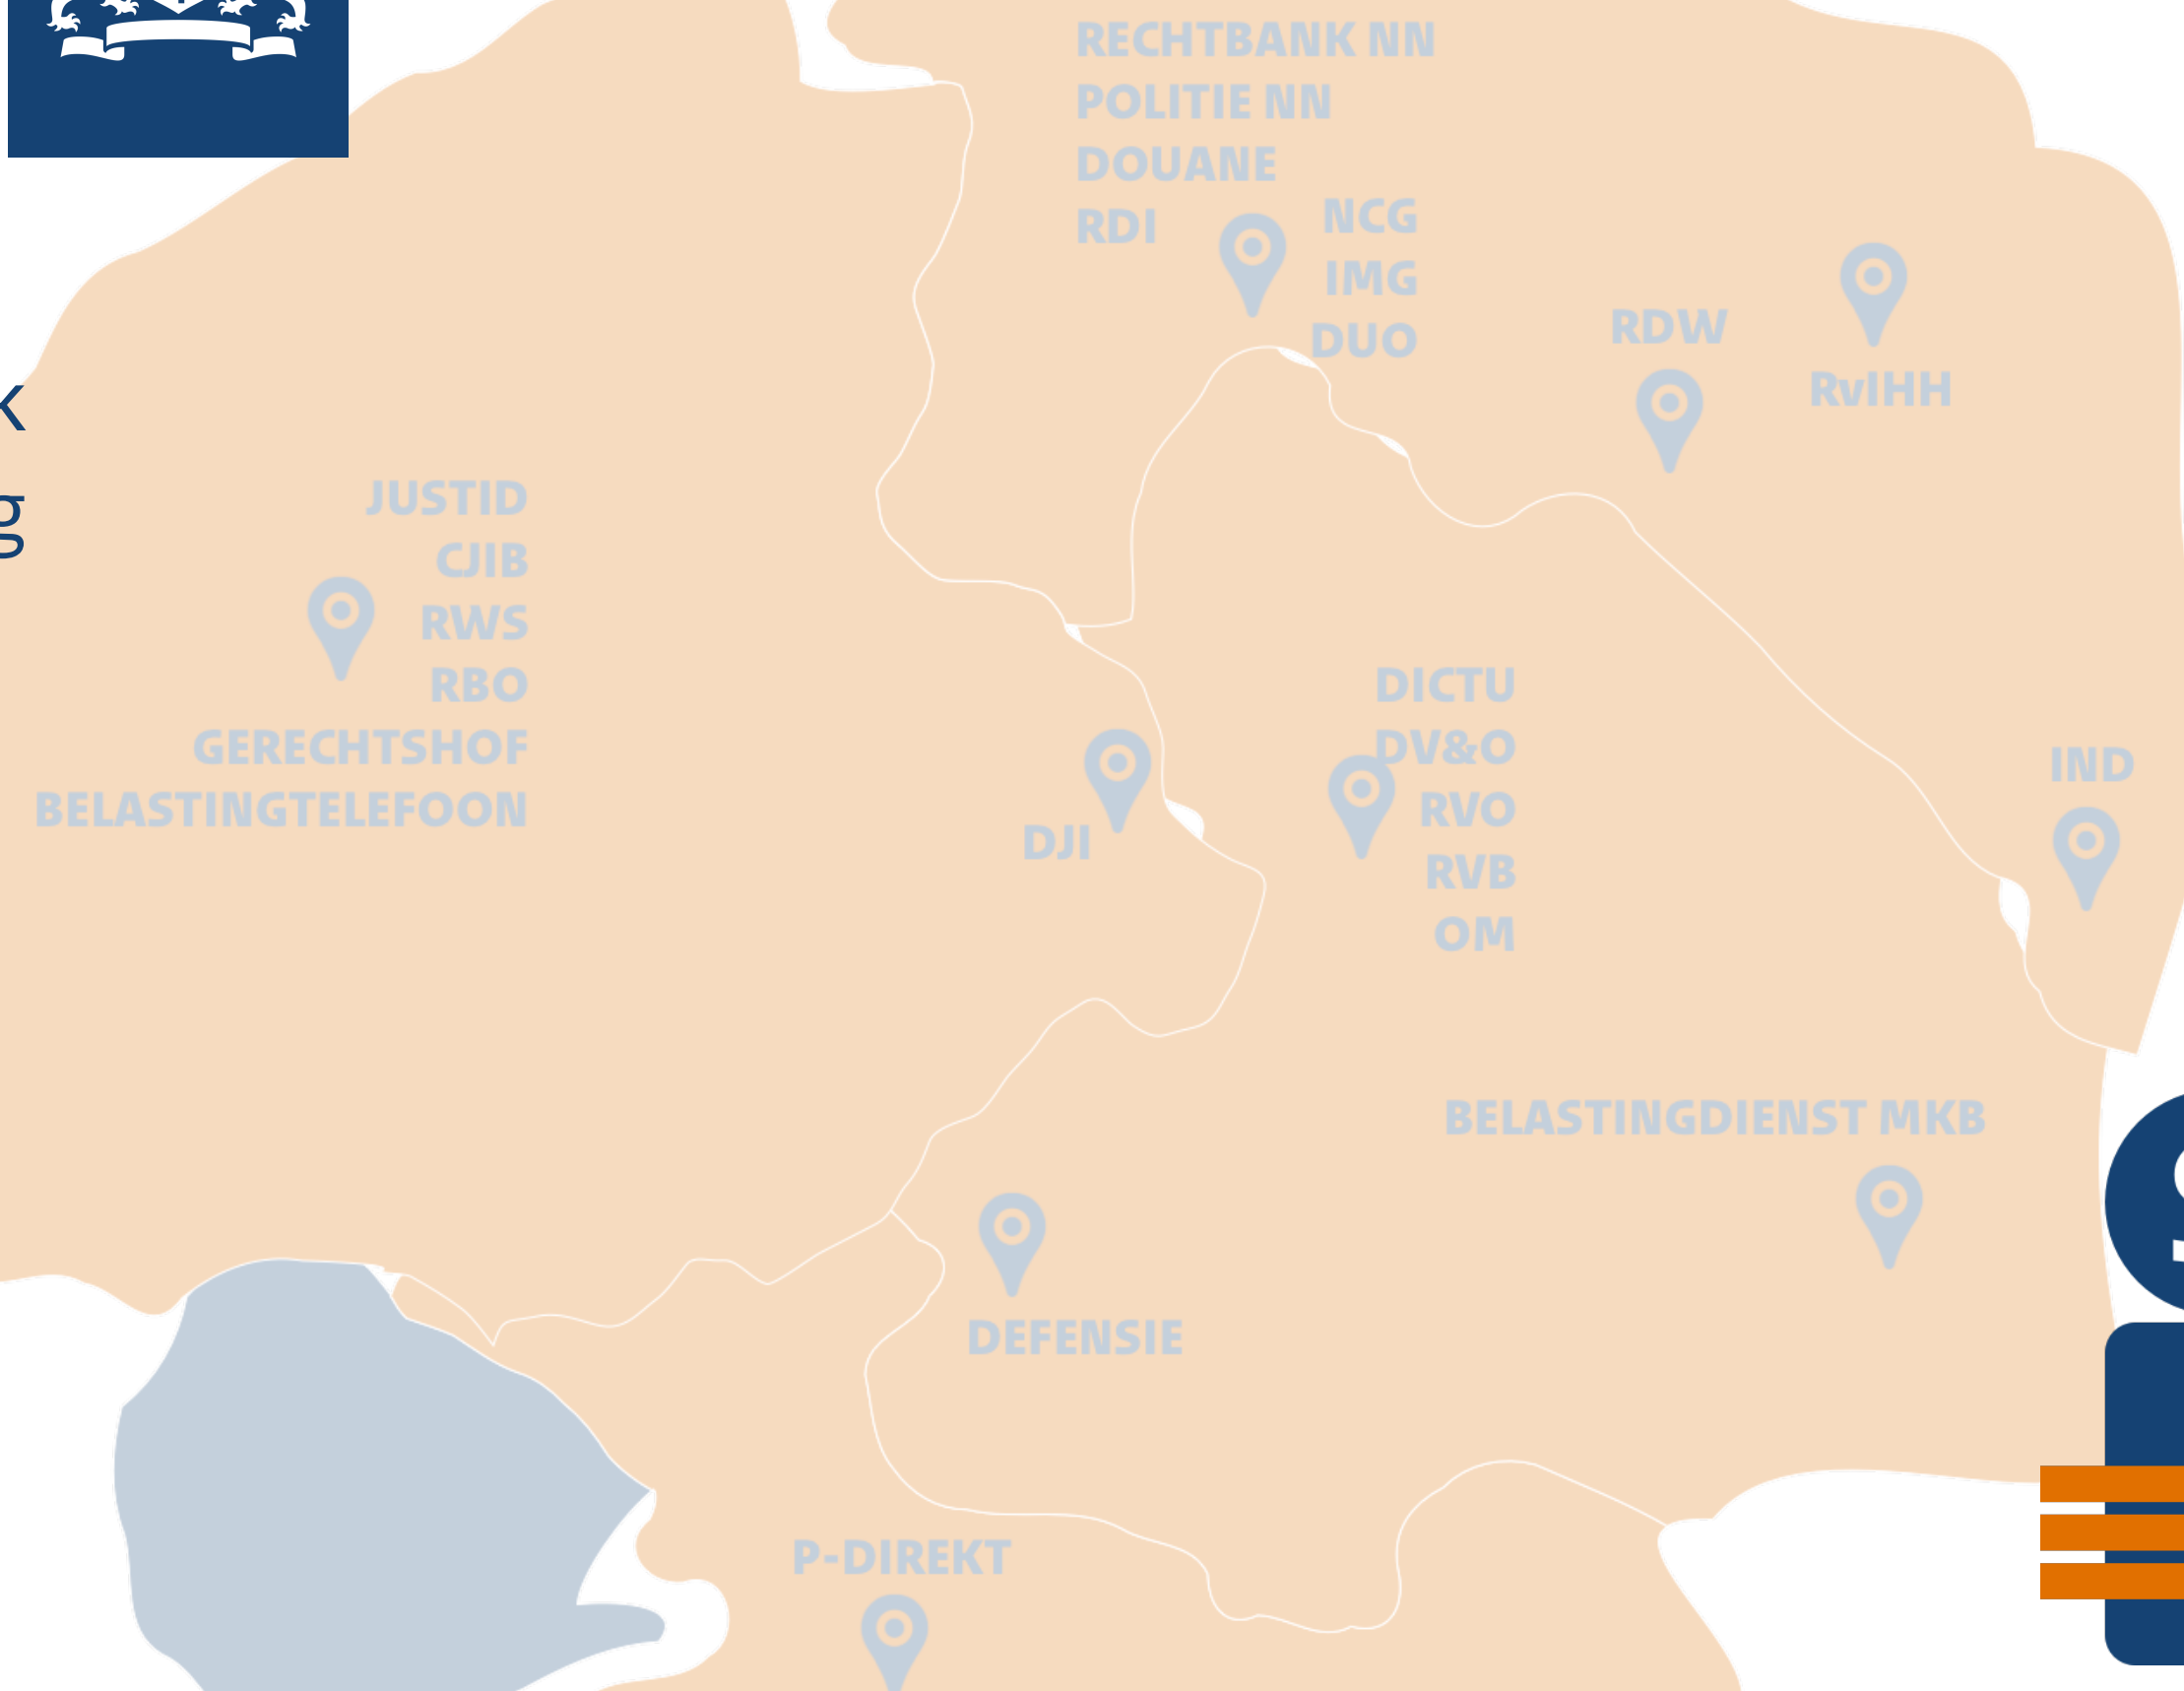 RECHTBANK NN
POLITIE NN
DOUANE
RDI
NCG
IMG
DUO
RDW
RvIHH
k
g
JUSTID
CJIB
RWS
RBO
GERECHTSHOF
BELASTINGTELEFOON
DICTU
DV&O
RVO
RVB
OM
DJI
IND
BELASTINGDIENST MKB
DEFENSIE
P-DIREKT